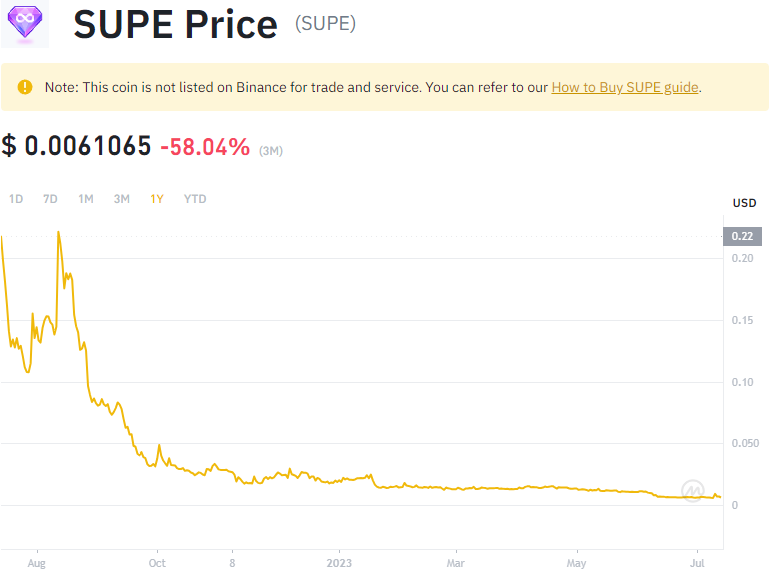 SUPE Price (SUPE)
Note: This coin is not listed on Binance for trade and service. You can refer to our How to Buy SUPE guide.
$ 0.0061065 -58.04% (3M)
1D 7D 1M 3M 1Y YTD
USD
0.22
0.20
0.15
0.10
0.050
0
Aug Oct 8 2023 Mar May Jul